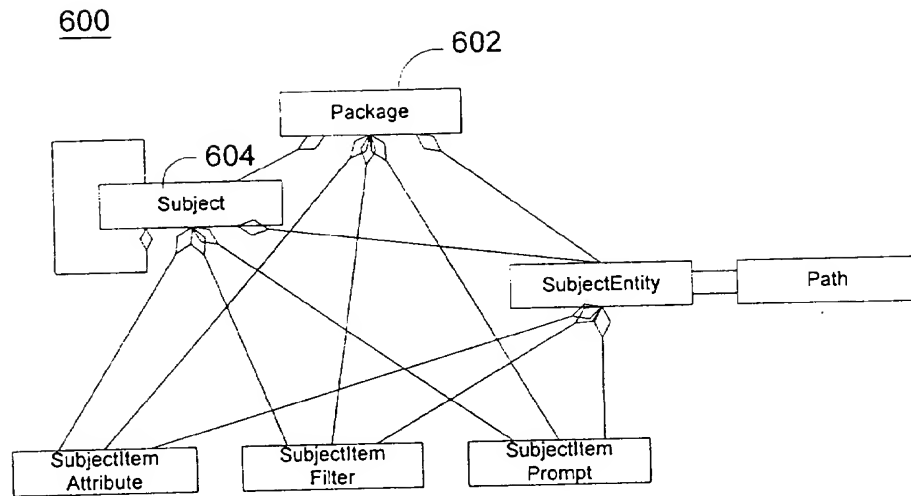 600
602
Package
604
Subject
SubjectEntity
Path
SubjectItem
Attribute
SubjectItem
Filter
SubjectItem
Prompt